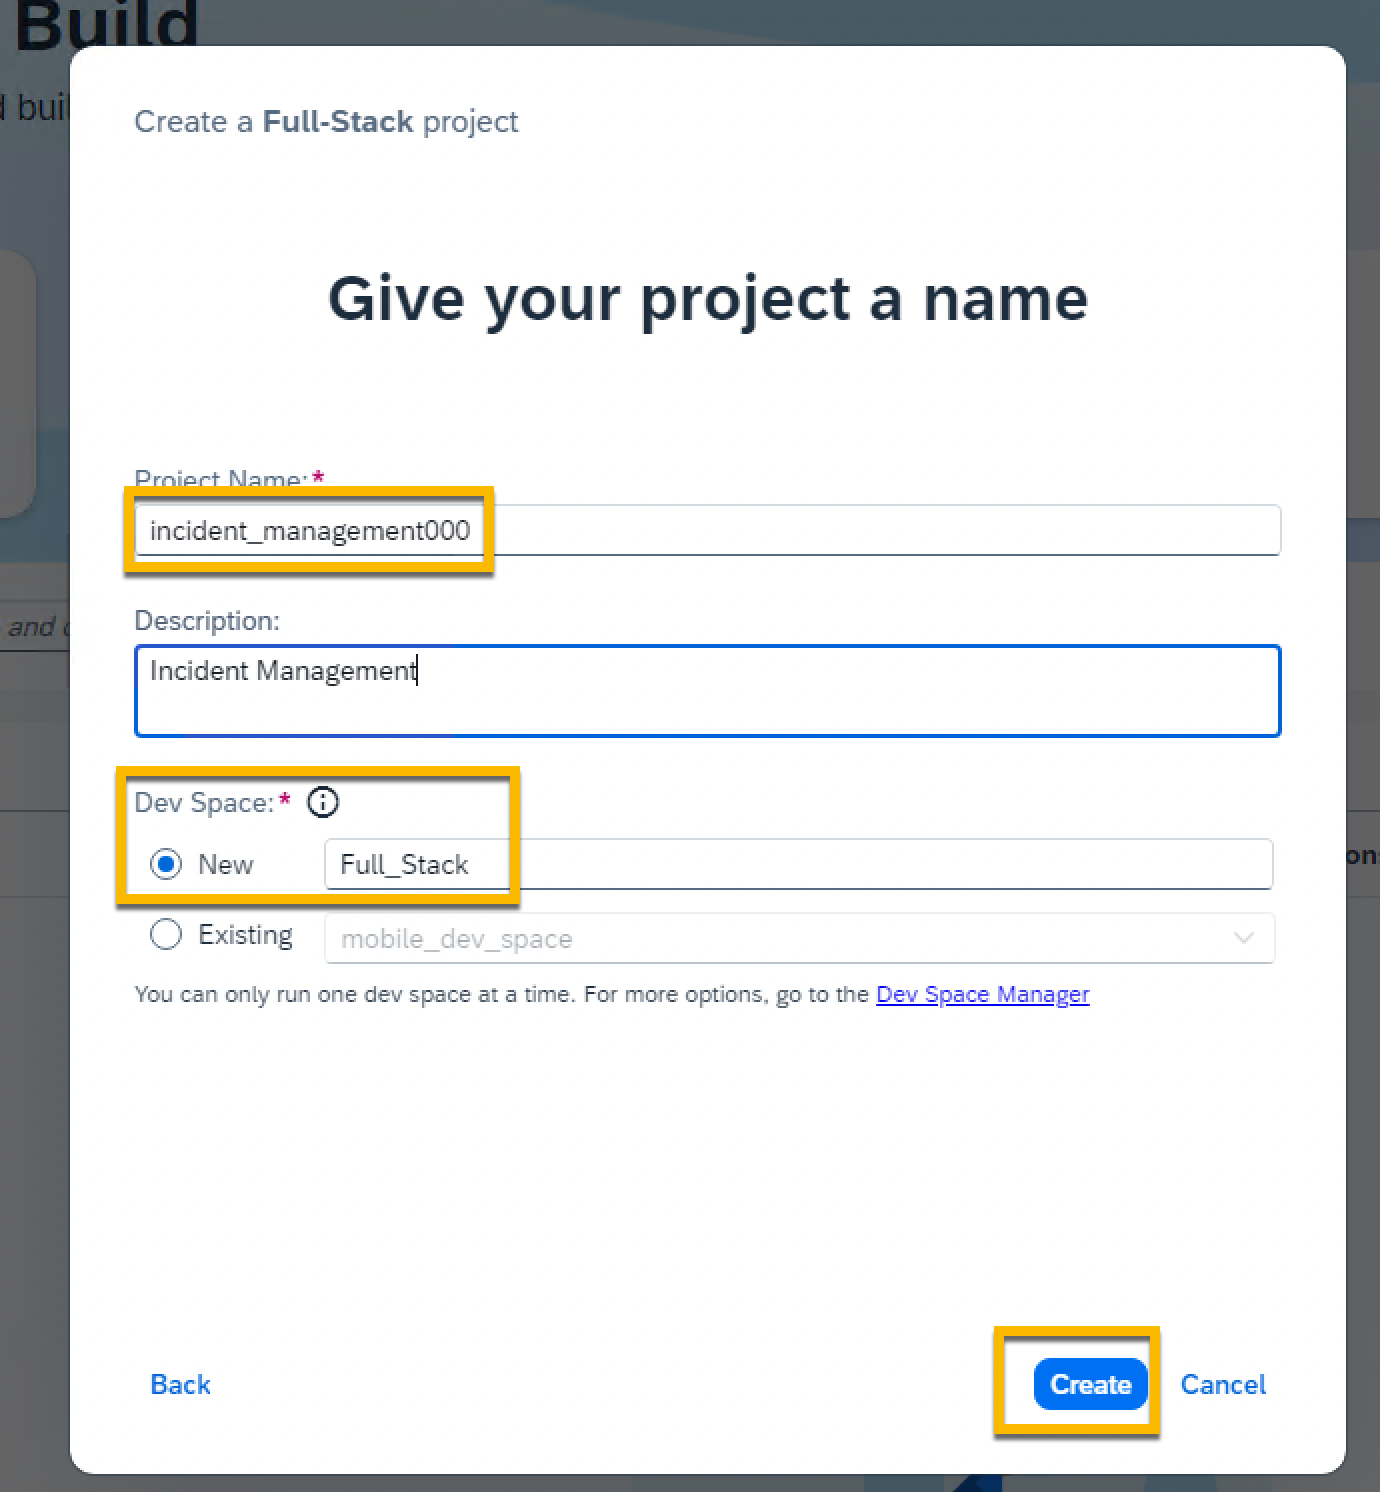 Build
buil
Create a Full-Stack project
Give your project a name
Project Name:*
incident_management000
Description:
and
Incident Management
Dev Space:*
New
Full_Stack
Existing
mobile_dev_space
You can only run one dev space at a time. For more options, go to the Dev Space Manager
Back
Create
Cancel